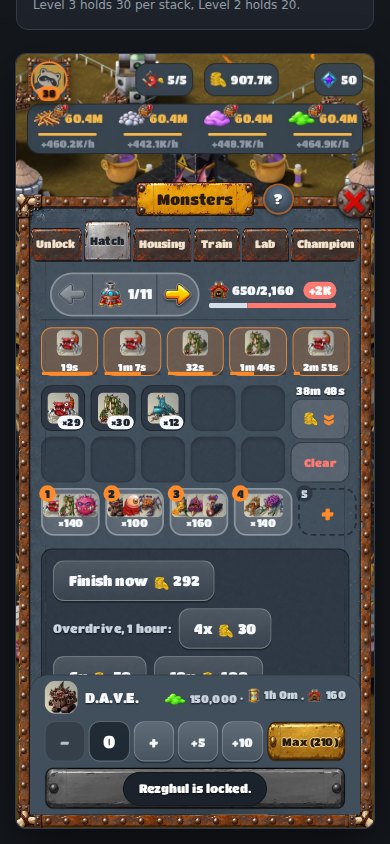 Level 3 holds 30 per stack, Level 2 holds 20.
38
5/5
907.7K
50
60.4M
60.4M
60.4M
60.4M
+460.2K/h
+442.1K/h
+448.7K/h
+464.9K/h
Monsters
?
Unlock
Hatch
Housing
Train
Lab
Champion
1/11
650/2,160
+2K
19s
1m 7s
32s
1m 44s
2m 51s
38m 48s
×29
×30
×12
Clear
1
2
3
4
5
×140
×100
×160
×140
+
Finish now 292
Overdrive, 1 hour:
4x 30
D.A.V.E.
150,000 · 1h 0m · 160
−
0
+
+5
+10
Max (210)
Rezghul is locked.